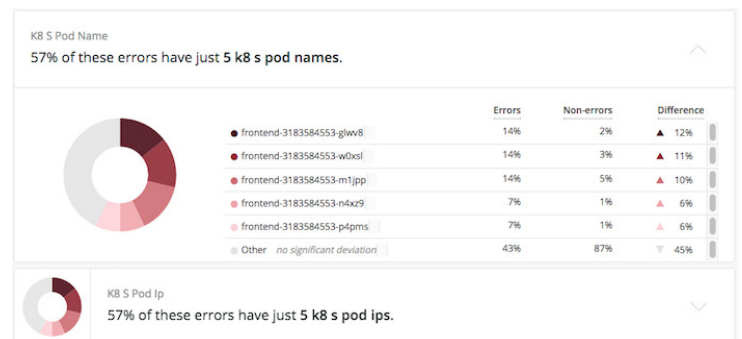 K8 S Pod Name
57% of these errors have just 5 k8 s pod names.
Errors Non-errors Difference
frontend-3183584553-glwv8 14% 2% ▲ 12%
frontend-3183584553-w0xsl 14% 3% ▲ 11%
frontend-3183584553-m1jpp 14% 5% ▲ 10%
frontend-3183584553-n4xz9 7% 1% ▲ 6%
frontend-3183584553-p4pms 7% 1% ▲ 6%
Other no significant deviation 43% 87% ▼ 45%
K8 S Pod Ip
57% of these errors have just 5 k8 s pod ips.